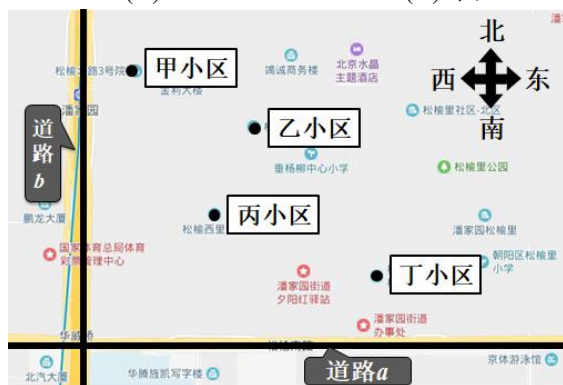 北
西 东
南
甲小区
竭诚商务楼
北京水晶
主题酒店
潘家园
松榆里社区-北区
道路b
乙小区
垂杨柳中心小学
松榆里公园
鹏龙大厦
丙小区
松榆西里
潘家园松榆里
国家体育总局体育
彩票管理中心
朝阳区松榆里
小学
丁小区
潘家园街道
夕阳红驿站
潘家园街道
办事处
华威桥
道路a
京体游泳馆
北汽大厦
华腾旌凯写字楼